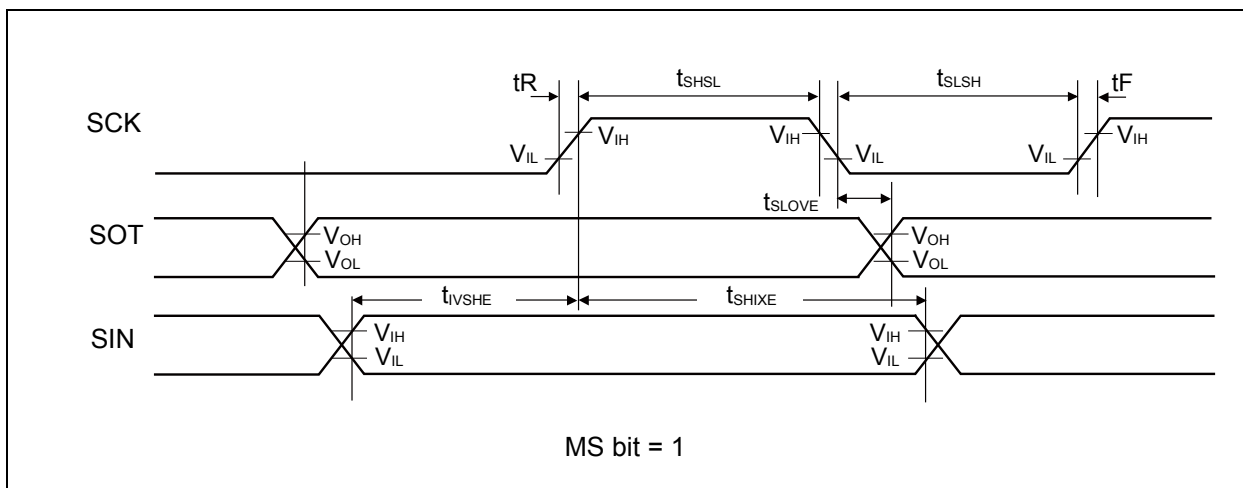 tR tSHSL tSLSH tF
SCK
VIH VIH VIH
VIL VIL VIL
tSLOVE
SOT
VOH VOH
VOL VOL
tIVSHE tSHIXE
SIN
VIH VIH
VIL VIL
MS bit = 1